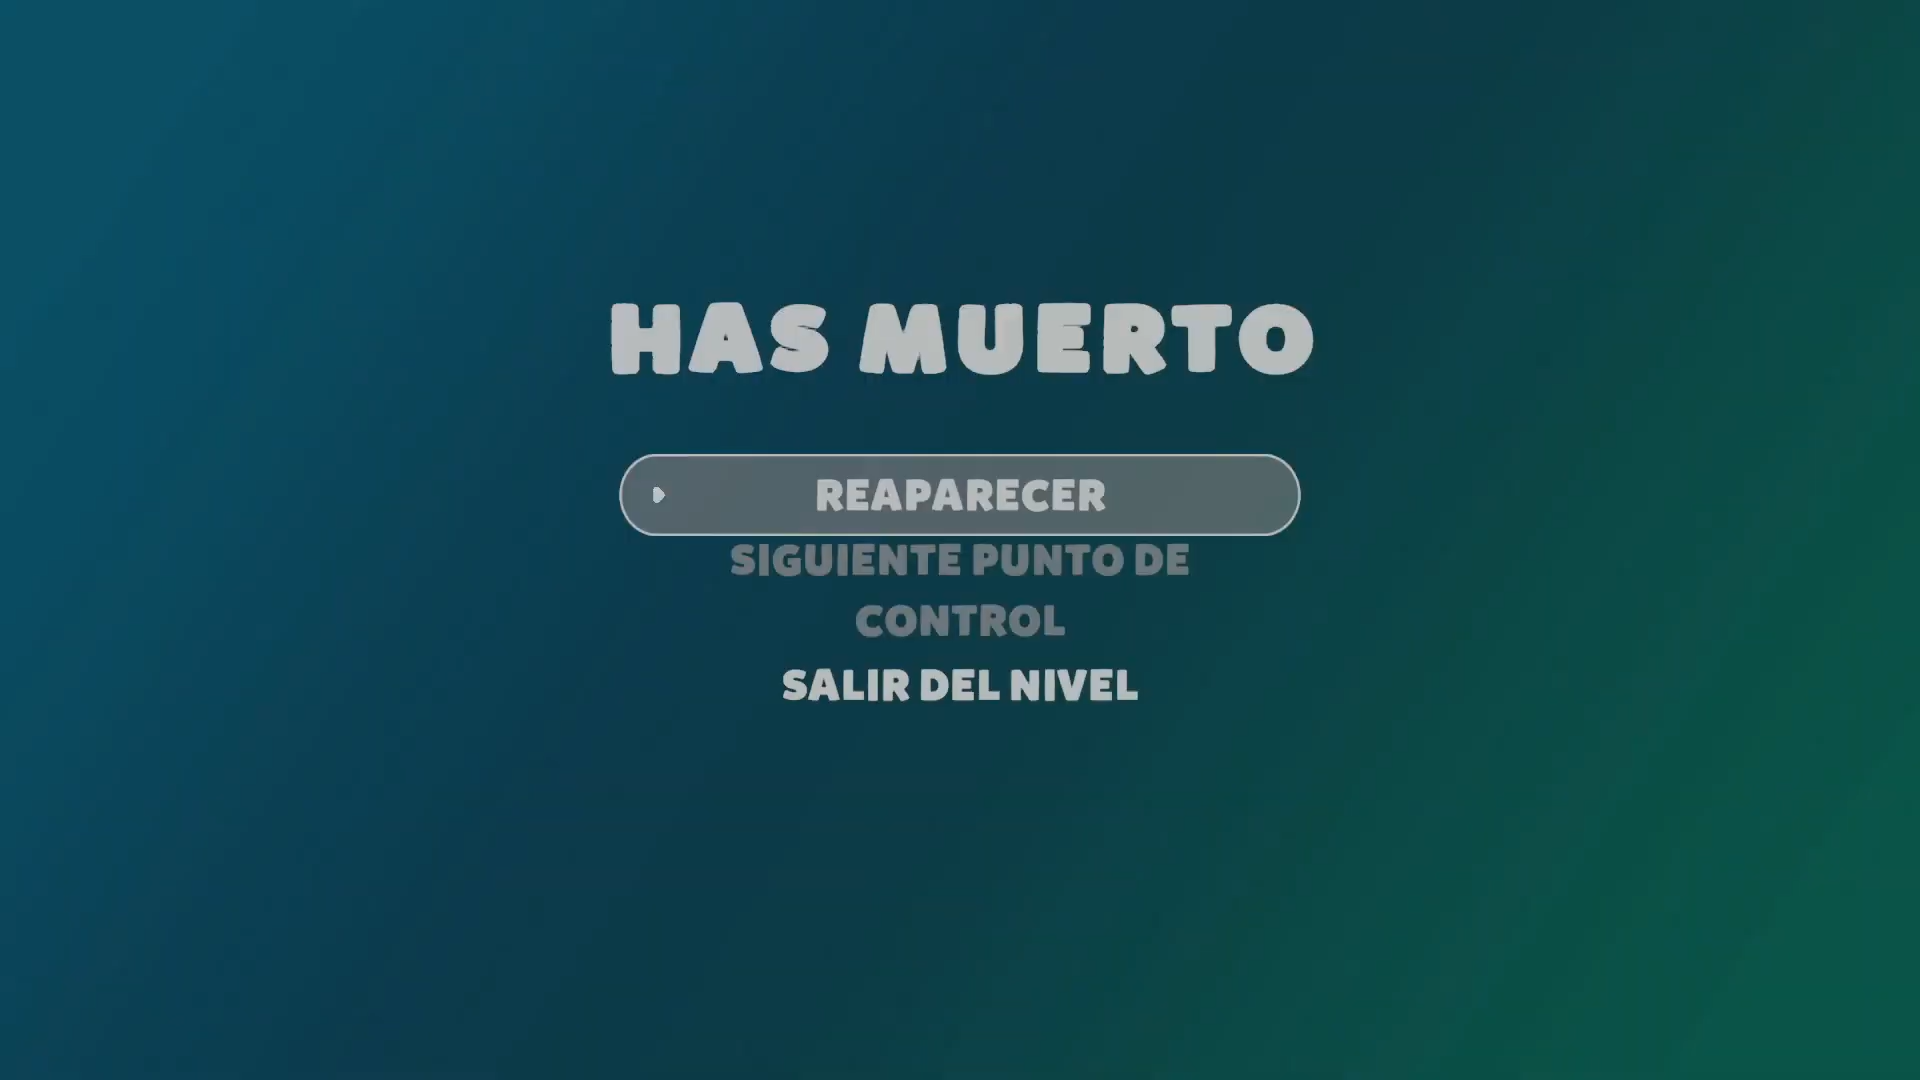 HAS MUERTO
REAPARECER
SIGUIENTE PUNTO DE
CONTROL
SALIR DEL NIVEL